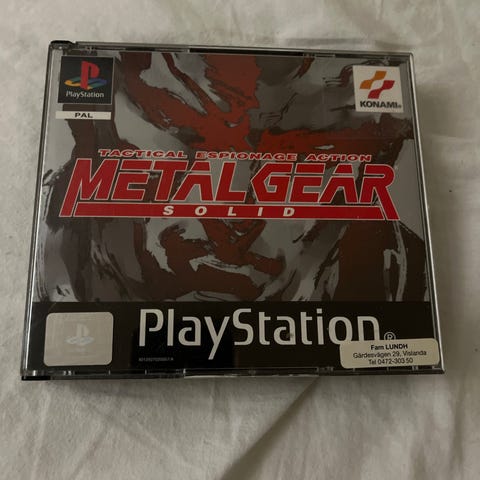 PlayStation
PAL
KONAMI
TACTICAL ESPIONAGE ACTION
METAL GEAR
SOLID
PlayStation®
Fam LUNDH
Gärdesvägen 29, Vislanda
Tel 0472-303 50